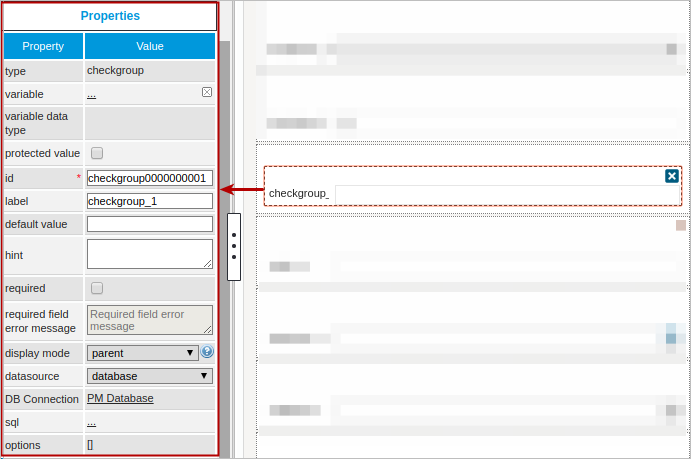 Properties
Property Value
type checkgroup
variable ...
variable data
type
protected value
id * checkgroup0000000001
label checkgroup_1
default value
hint
required
required field
error message
Required field error
message
display mode parent
datasource database
DB Connection PM Database
sql ...
options []
checkgroup_